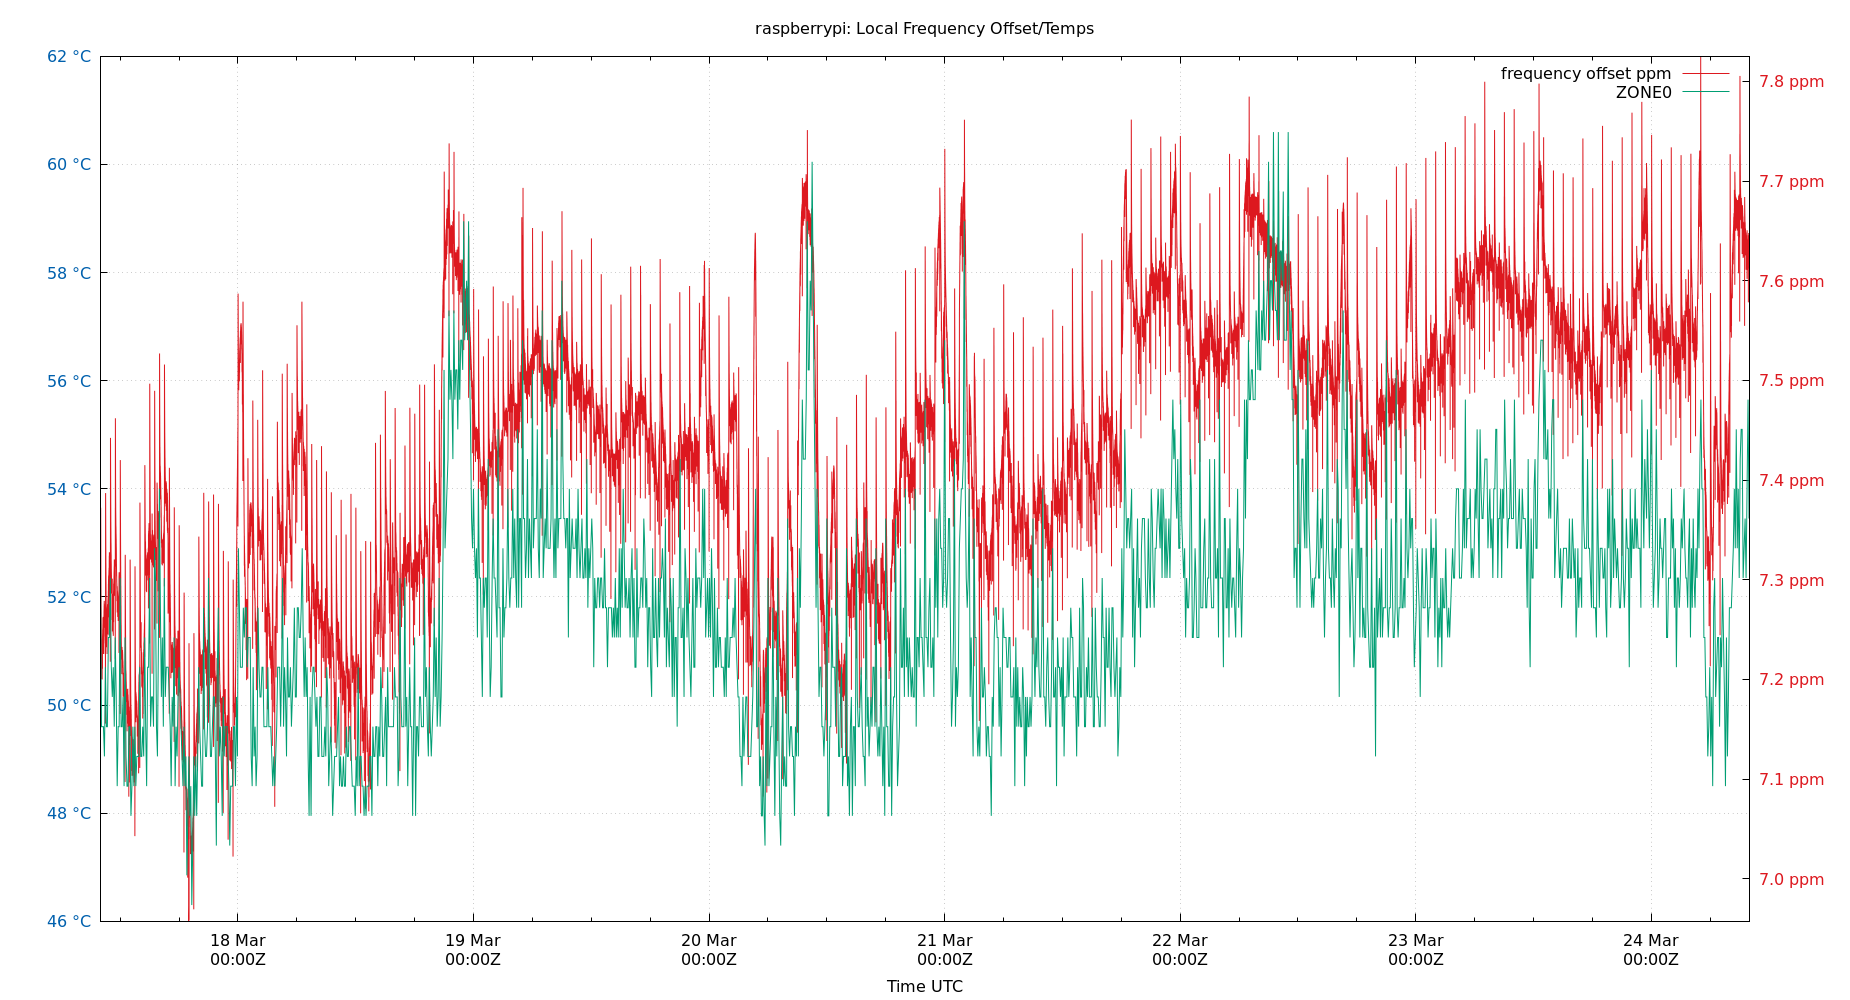 raspberrypi: Local Frequency Offset/Temps
frequency offset ppm
ZONE0
62 °C
60 °C
58 °C
56 °C
54 °C
52 °C
50 °C
48 °C
46 °C
7.8 ppm
7.7 ppm
7.6 ppm
7.5 ppm
7.4 ppm
7.3 ppm
7.2 ppm
7.1 ppm
7.0 ppm
18 Mar 19 Mar 20 Mar 21 Mar 22 Mar 23 Mar 24 Mar
00:00Z 00:00Z 00:00Z 00:00Z 00:00Z 00:00Z 00:00Z
Time UTC